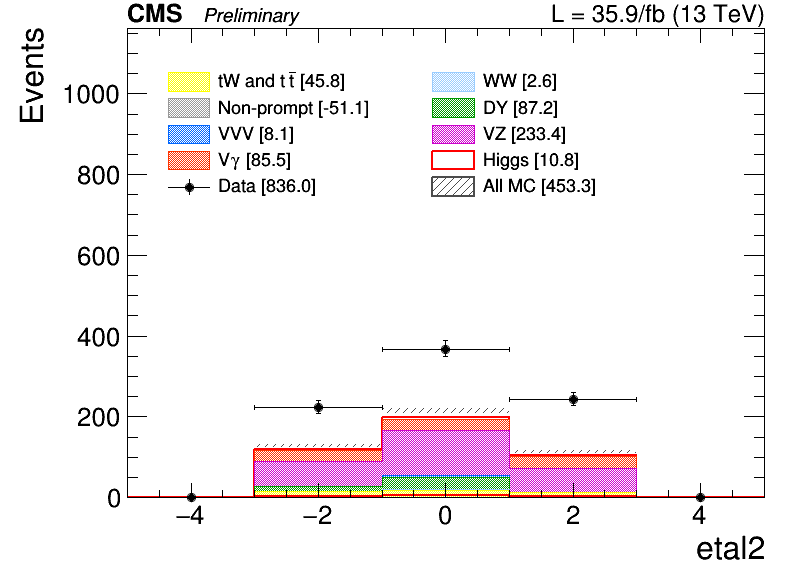 CMS Preliminary L = 35.9/fb (13 TeV)
Events
tW and t t̅ [45.8] WW [2.6]
Non-prompt [-51.1] DY [87.2]
VVV [8.1] VZ [233.4]
Vγ [85.5] Higgs [10.8]
Data [836.0] All MC [453.3]
1000
800
600
400
200
0
−4 −2 0 2 4
etal2